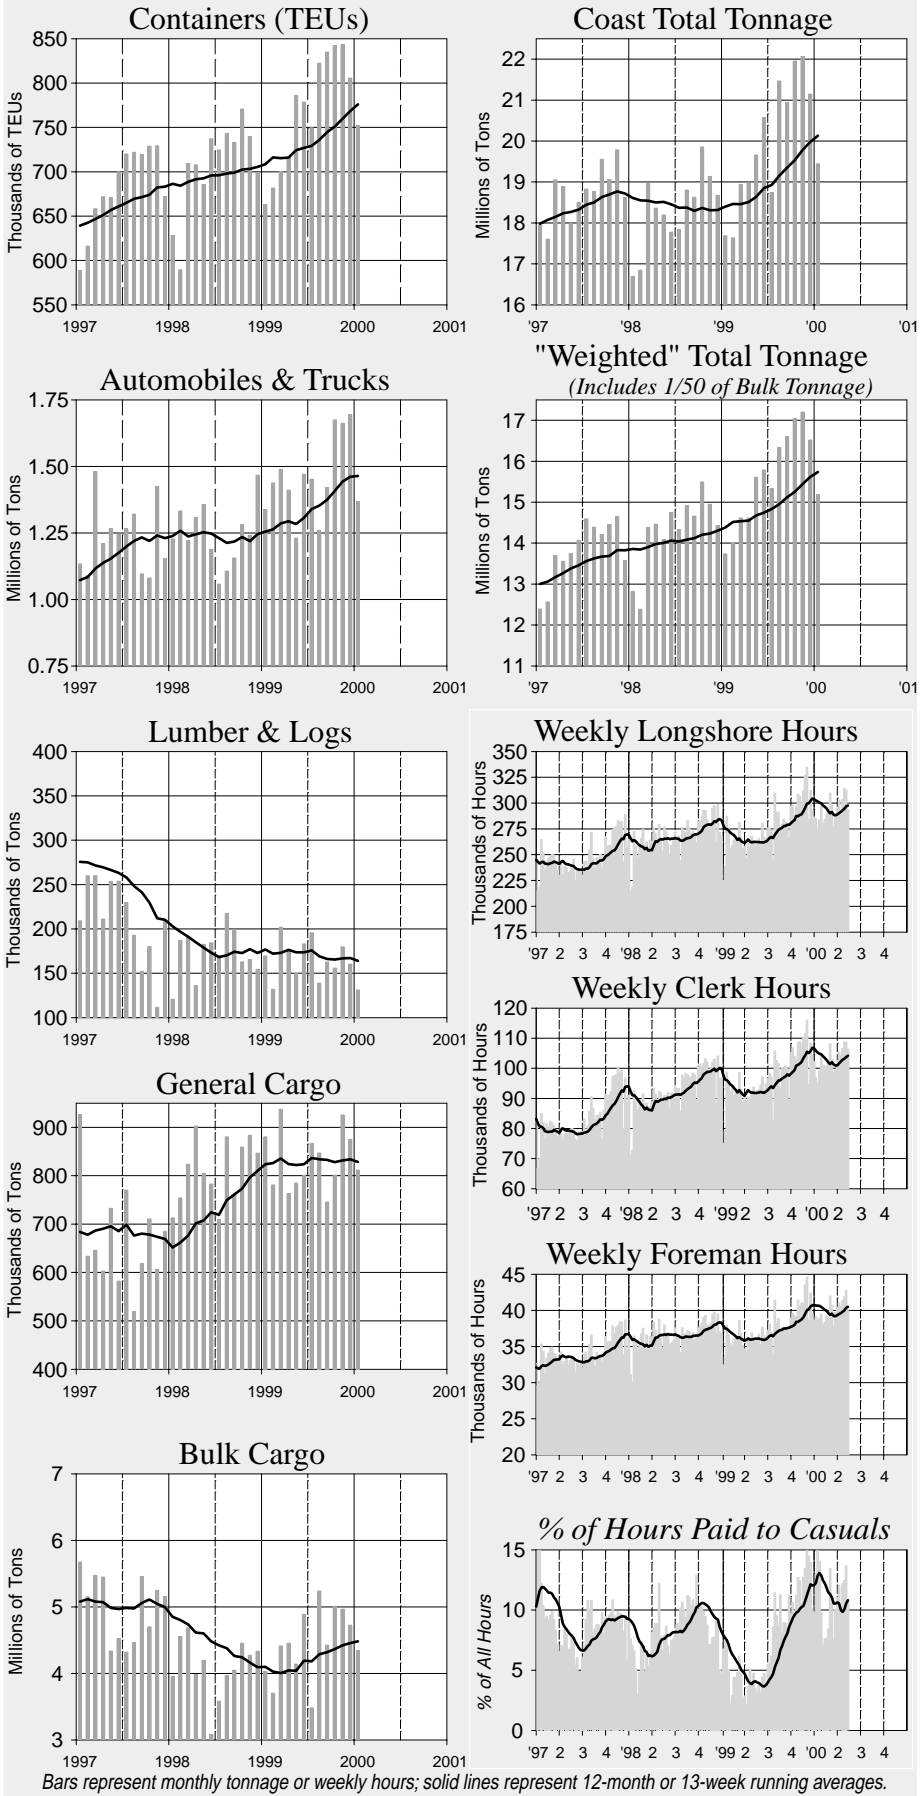 Containers (TEUs)
Thousands of TEUs
850
800
750
700
650
600
550
1997 1998 1999 2000 2001
Coast Total Tonnage
Millions of Tons
22
21
20
19
18
17
16
'97 '98 '99 '00 '01
Automobiles & Trucks
Millions of Tons
1.75
1.50
1.25
1.00
0.75
1997 1998 1999 2000 2001
"Weighted" Total Tonnage
(Includes 1/50 of Bulk Tonnage)
Millions of Tons
17
16
15
14
13
12
11
'97 '98 '99 '00 '01
Lumber & Logs
Thousands of Tons
400
350
300
250
200
150
100
1997 1998 1999 2000 2001
Weekly Longshore Hours
Thousands of Hours
350
325
300
275
250
225
200
175
'97 2 3 4 '98 2 3 4 '99 2 3 4 '00 2 3 4
Weekly Clerk Hours
Thousands of Hours
120
110
100
90
80
70
60
'97 2 3 4 '98 2 3 4 '99 2 3 4 '00 2 3 4
General Cargo
Thousands of Tons
900
800
700
600
500
400
1997 1998 1999 2000 2001
Weekly Foreman Hours
Thousands of Hours
45
40
35
30
25
20
'97 2 3 4 '98 2 3 4 '99 2 3 4 '00 2 3 4
Bulk Cargo
Millions of Tons
7
6
5
4
3
1997 1998 1999 2000 2001
% of Hours Paid to Casuals
% of All Hours
15
10
5
0
'97 2 3 4 '98 2 3 4 '99 2 3 4 '00 2 3 4
Bars represent monthly tonnage or weekly hours; solid lines represent 12-month or 13-week running averages.